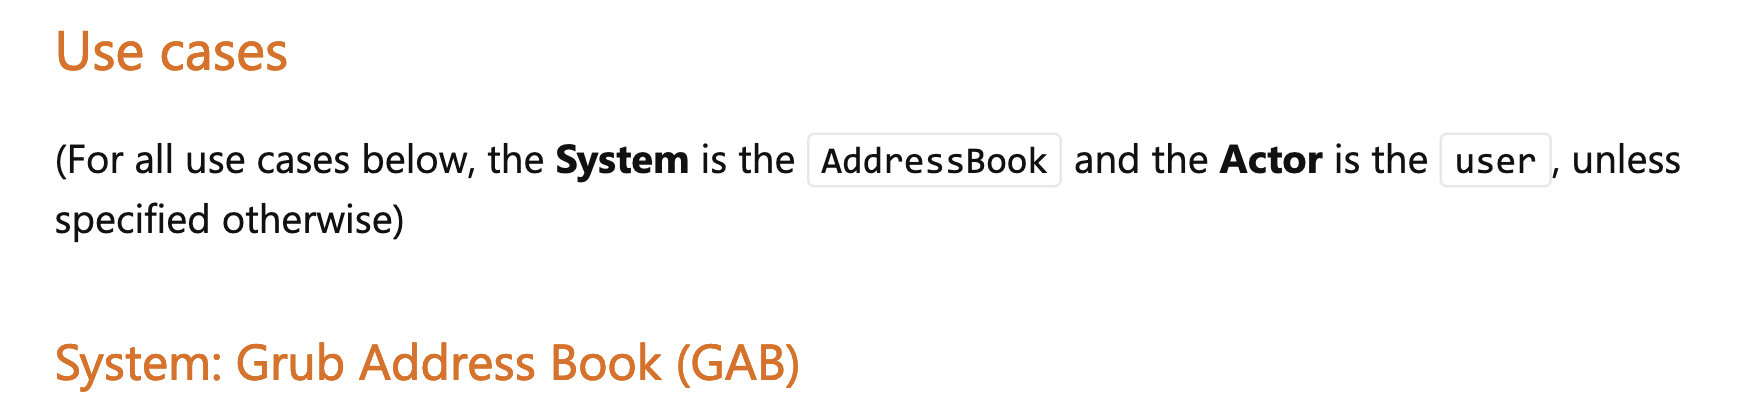 Use cases
(For all use cases below, the System is the AddressBook and the Actor is the user, unless
specified otherwise)
System: Grub Address Book (GAB)